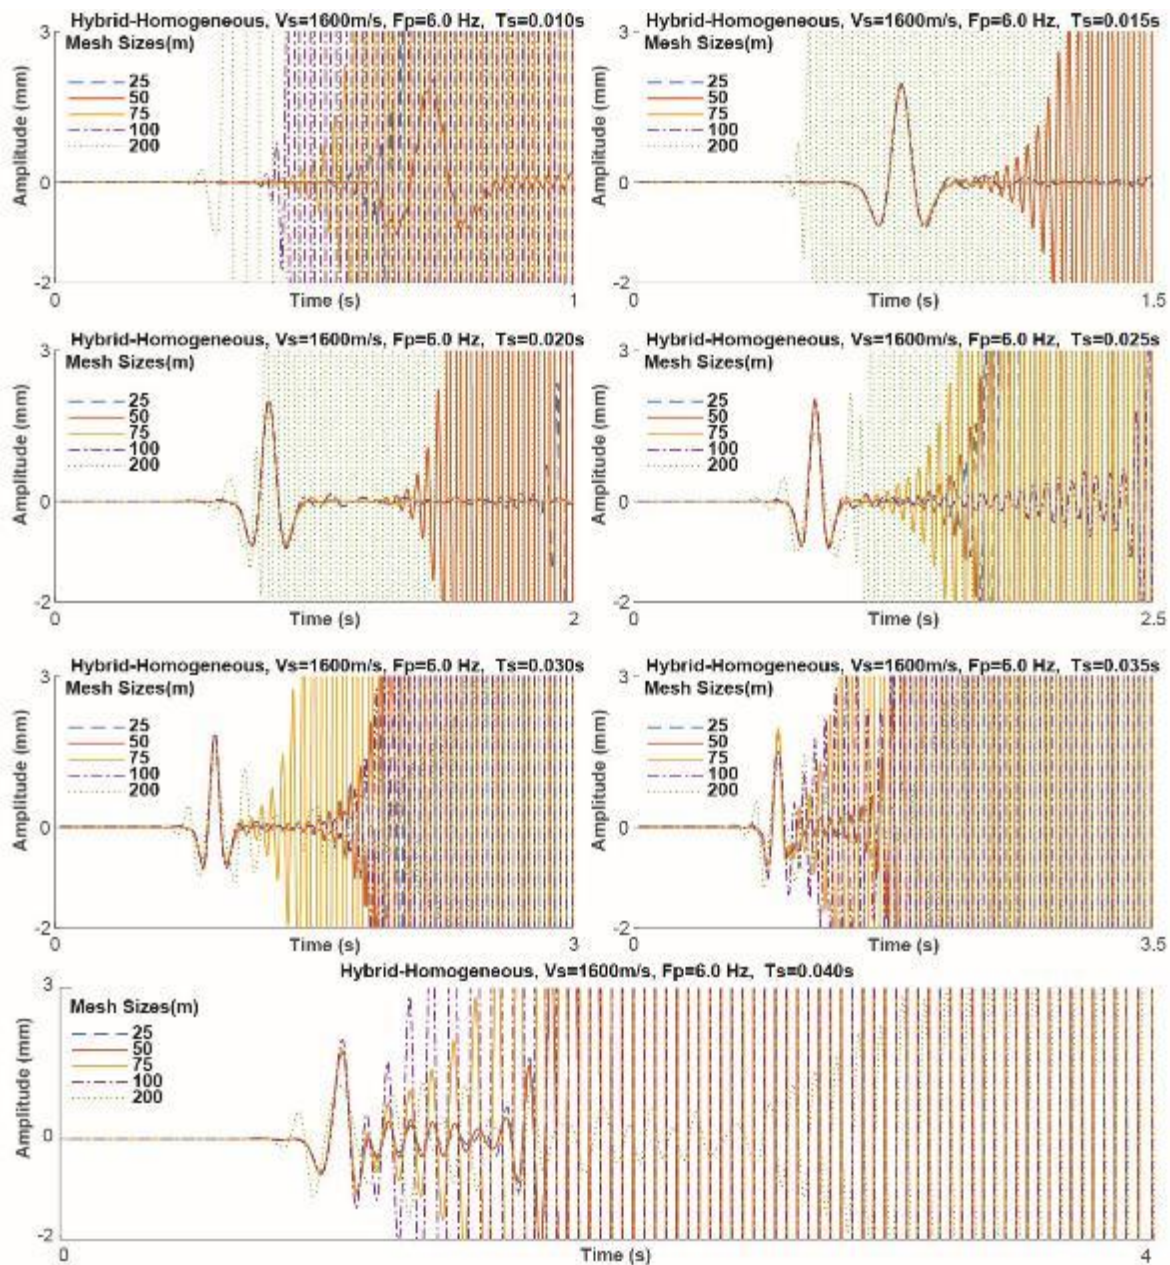 Hybrid-Homogeneous, Vs=1600m/s, Fp=6.0 Hz, Ts=0.010s
3
Mesh Sizes(m)
25
50
75
100
200
Amplitude (mm)
0
-2
0
Time (s)
1
Hybrid-Homogeneous, Vs=1600m/s, Fp=6.0 Hz, Ts=0.015s
3
Mesh Sizes(m)
25
50
75
100
200
Amplitude (mm)
0
-2
0
Time (s)
1.5
Hybrid-Homogeneous, Vs=1600m/s, Fp=6.0 Hz, Ts=0.020s
3
Mesh Sizes(m)
25
50
75
100
200
Amplitude (mm)
0
-2
0
Time (s)
2
Hybrid-Homogeneous, Vs=1600m/s, Fp=6.0 Hz, Ts=0.025s
3
Mesh Sizes(m)
25
50
75
100
200
Amplitude (mm)
0
-2
0
Time (s)
2.5
Hybrid-Homogeneous, Vs=1600m/s, Fp=6.0 Hz, Ts=0.030s
3
Mesh Sizes(m)
25
50
75
100
200
Amplitude (mm)
0
-2
0
Time (s)
3
Hybrid-Homogeneous, Vs=1600m/s, Fp=6.0 Hz, Ts=0.035s
3
Mesh Sizes(m)
25
50
75
100
200
Amplitude (mm)
0
-2
0
Time (s)
3.5
Hybrid-Homogeneous, Vs=1600m/s, Fp=6.0 Hz, Ts=0.040s
3
Mesh Sizes(m)
25
50
75
100
200
Amplitude (mm)
0
-2
0
Time (s)
4